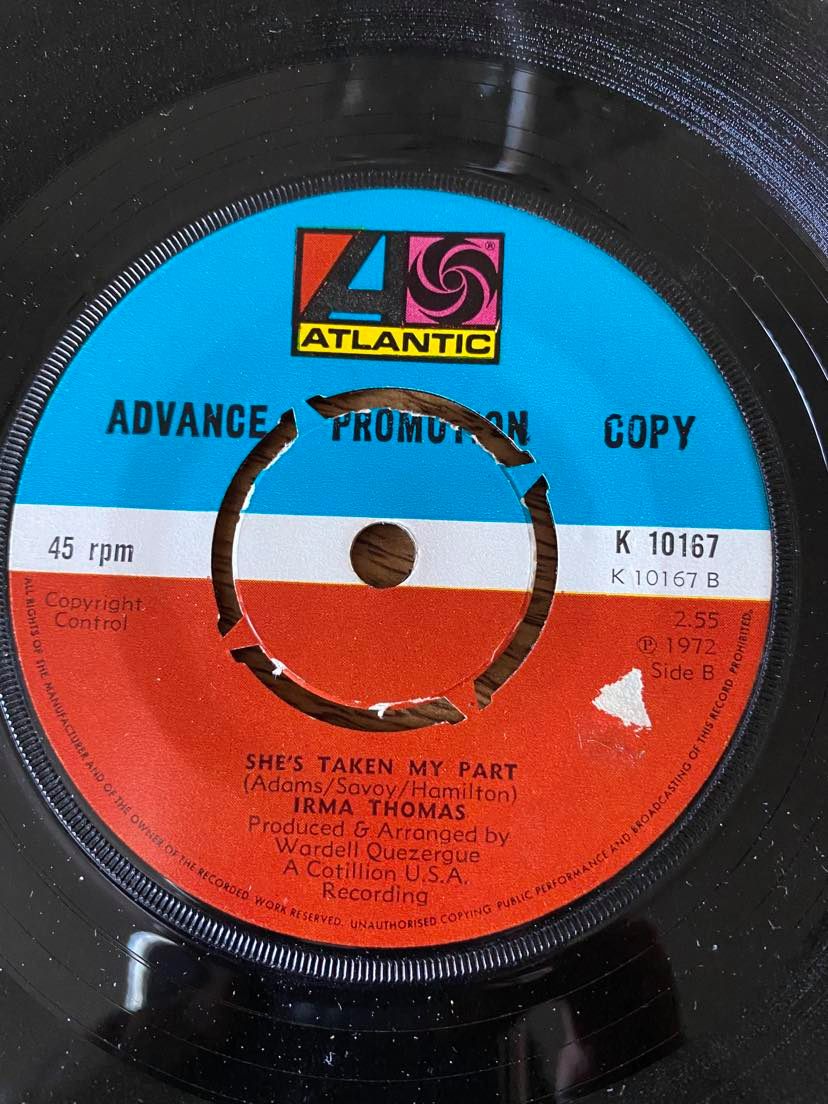 ®
ATLANTIC
ADVANCE PROMOTION COPY
45 rpm
K 10167
K 10167 B
Copyright
Control
2.55
Ⓟ 1972
Side B
SHE'S TAKEN MY PART
(Adams/Savoy/Hamilton)
IRMA THOMAS
Produced & Arranged by
Wardell Quezergue
A Cotillion U.S.A.
Recording
ALL RIGHTS OF THE MANUFACTURER AND OF THE OWNER OF THE RECORDED WORK RESERVED. UNAUTHORISED COPYING PUBLIC PERFORMANCE AND BROADCASTING OF THIS RECORD PROHIBITED.